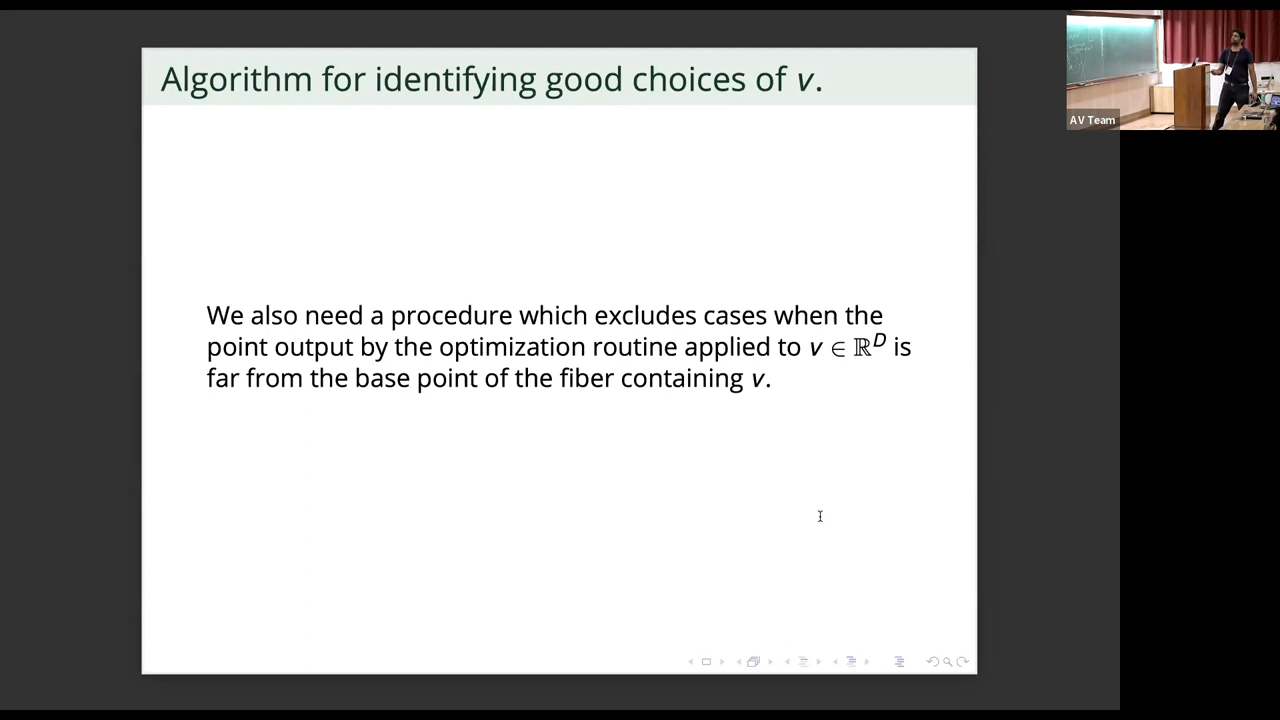 Algorithm for identifying good choices of v.
We also need a procedure which excludes cases when the
point output by the optimization routine applied to v ∈ ℝᴰ is
far from the base point of the fiber containing v.
AV Team